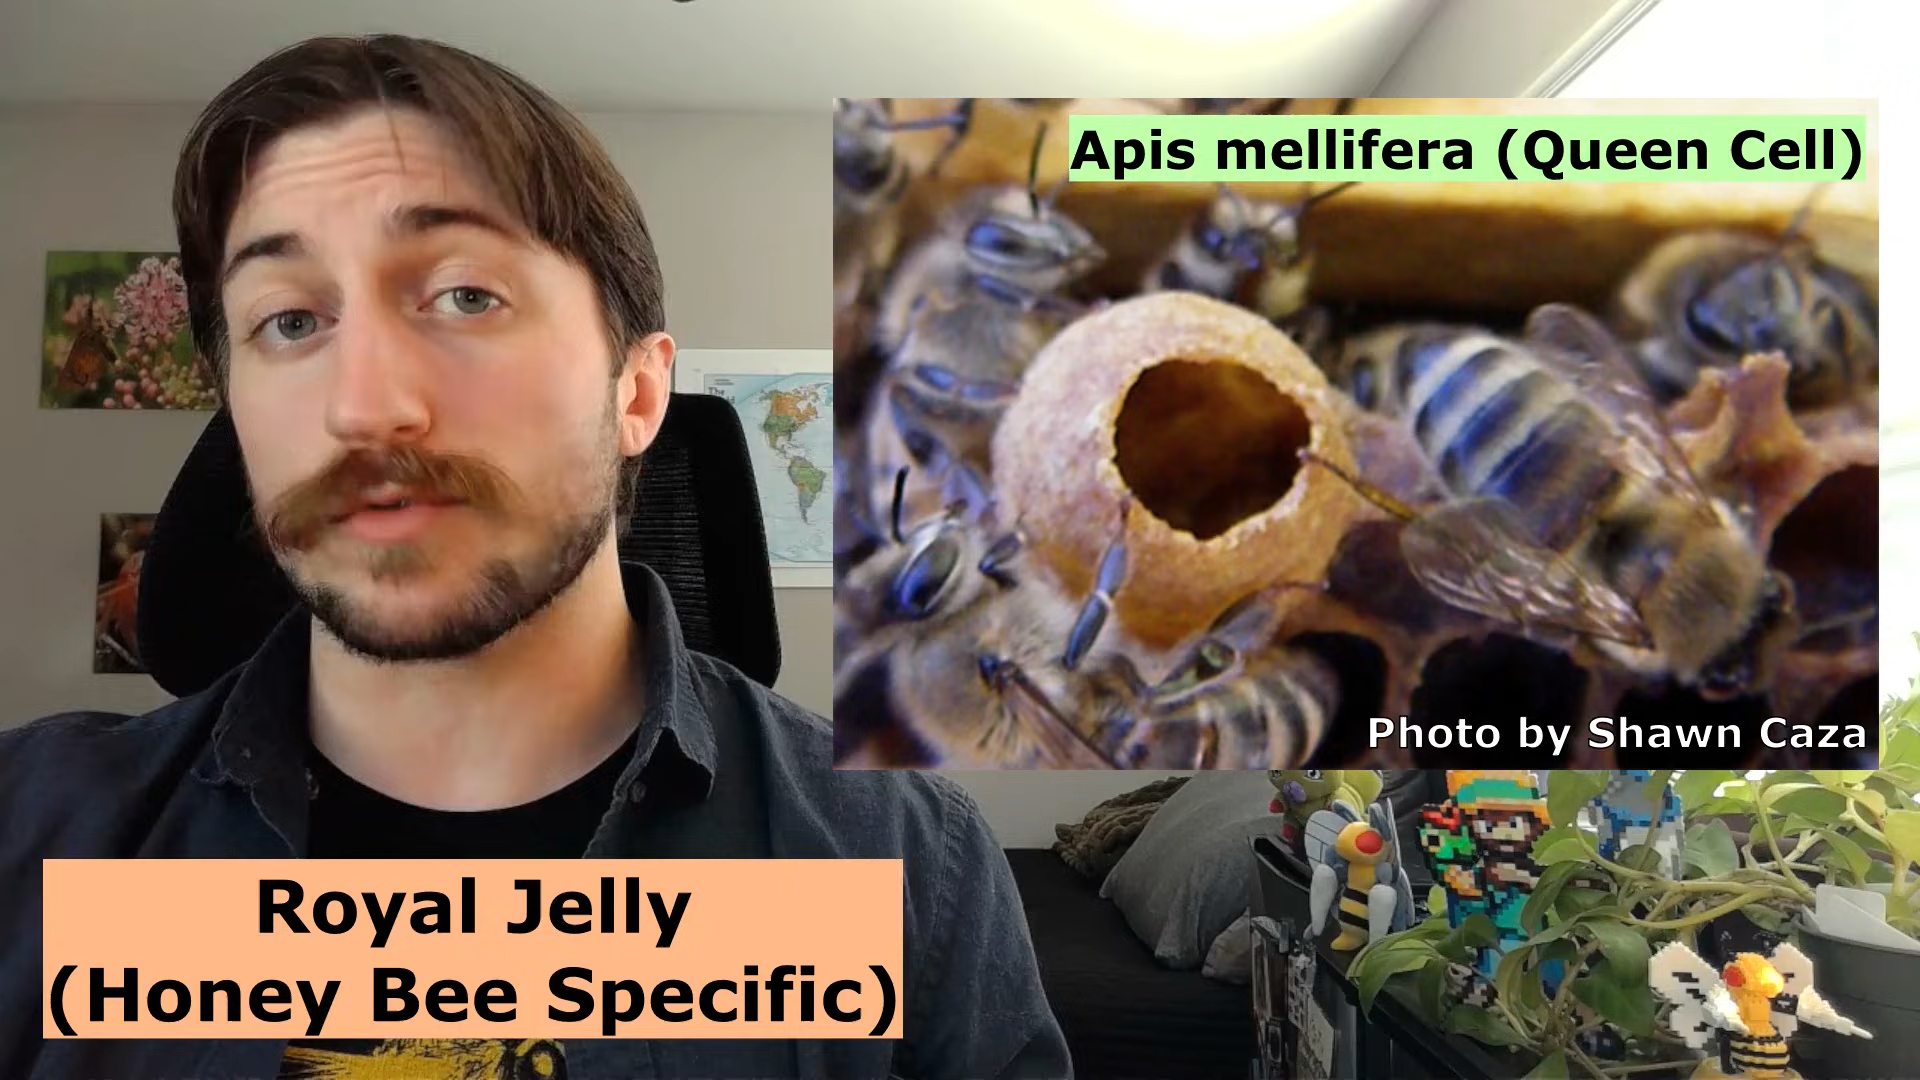 Apis mellifera (Queen Cell)
Photo by Shawn Caza
Royal Jelly
(Honey Bee Specific)